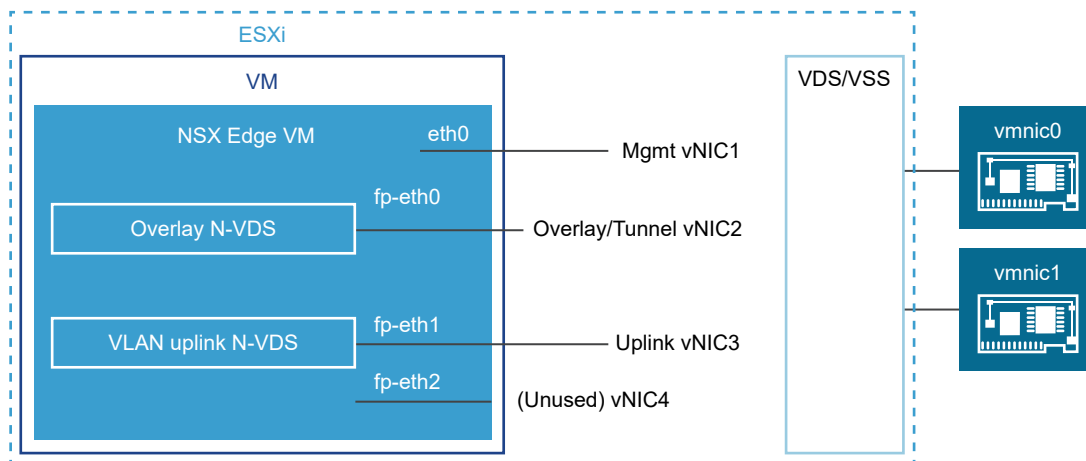 ESXi
VM
VDS/VSS
NSX Edge VM
eth0
Mgmt vNIC1
fp-eth0
Overlay N-VDS
Overlay/Tunnel vNIC2
fp-eth1
VLAN uplink N-VDS
Uplink vNIC3
fp-eth2
(Unused) vNIC4
vmnic0
vmnic1